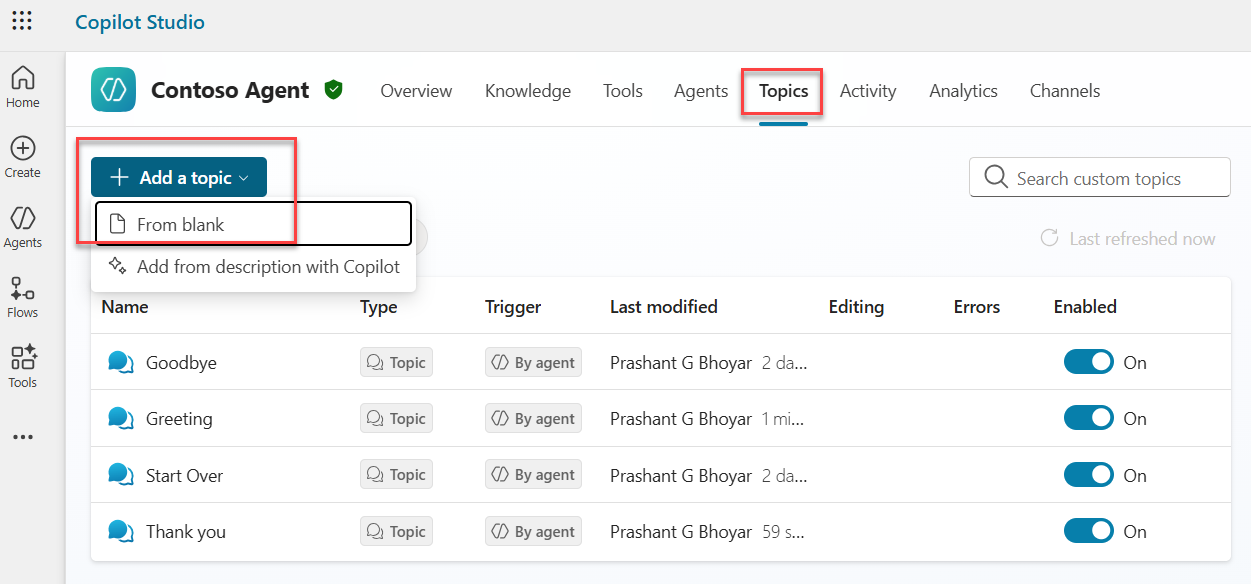 Copilot Studio
Home
Create
Agents
Flows
Tools
Contoso Agent Overview Knowledge Tools Agents Topics Activity Analytics Channels
Add a topic
From blank
Add from description with Copilot
Search custom topics
Last refreshed now
Name Type Trigger Last modified Editing Errors Enabled
Goodbye Topic By agent Prashant G Bhoyar 2 da... On
Greeting Topic By agent Prashant G Bhoyar 1 mi... On
Start Over Topic By agent Prashant G Bhoyar 2 da... On
Thank you Topic By agent Prashant G Bhoyar 59 s... On